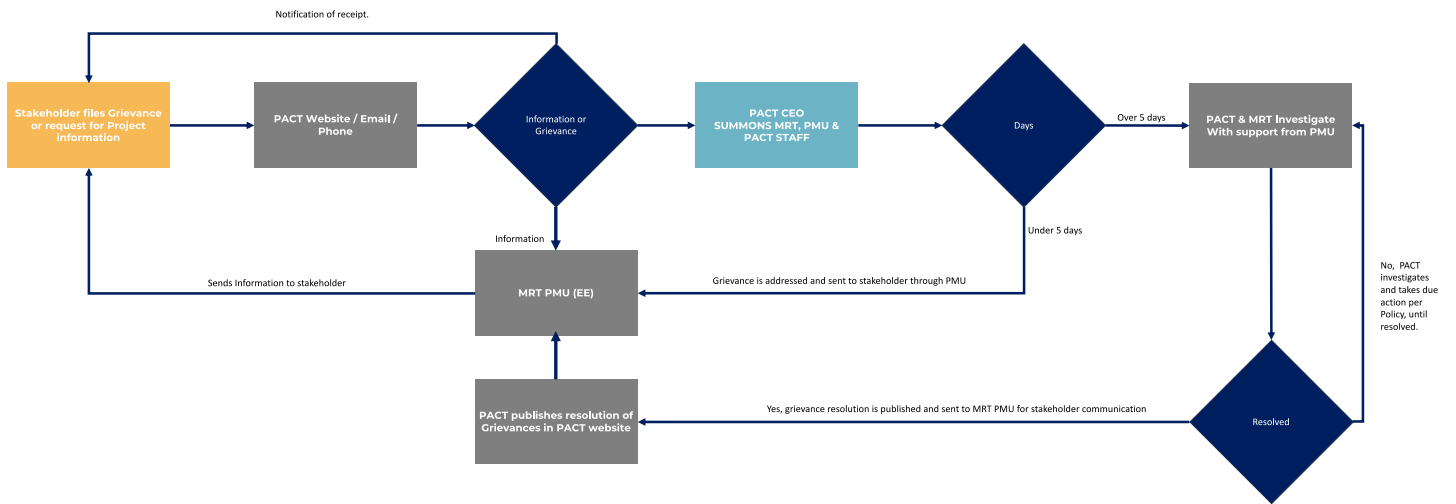 Notification of receipt.
Stakeholder files Grievance
or request for Project
information
PACT Website / Email /
Phone
Information or
Grievance
PACT CEO
SUMMONS MRT, PMU &
PACT STAFF
Days
Over 5 days
PACT & MRT Investigate
With support from PMU
Information
Under 5 days
Sends Information to stakeholder
MRT PMU (EE)
Grievance is addressed and sent to stakeholder through PMU
No, PACT
investigates
and takes due
action per
Policy, until
resolved.
PACT publishes resolution of
Grievances in PACT website
Yes, grievance resolution is published and sent to MRT PMU for stakeholder communication
Resolved